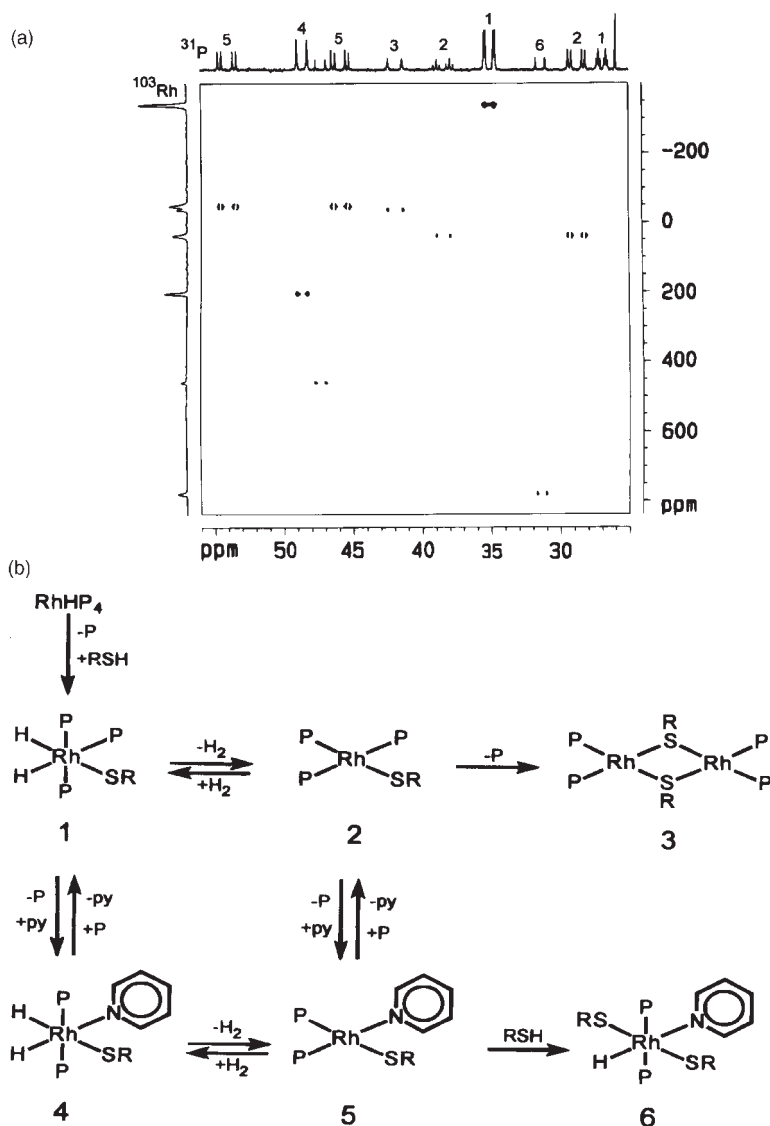 (a)
31P
5 4 5 3 2 1 6 2 1
103Rh
-200
0
200
400
600
ppm
ppm 50 45 40 35 30
(b)
RhHP4
-P
+RSH
P
H P
Rh
H SR
P
1
-H2
+H2
P P
Rh
P SR
2
-P
R
P S P
Rh Rh
P S P
R
3
-P
+py
-py
+P
-P
+py
-py
+P
P
H N
Rh
H SR
P
4
-H2
+H2
P N
Rh
P SR
5
RSH
P
RS N
Rh
H SR
P
6